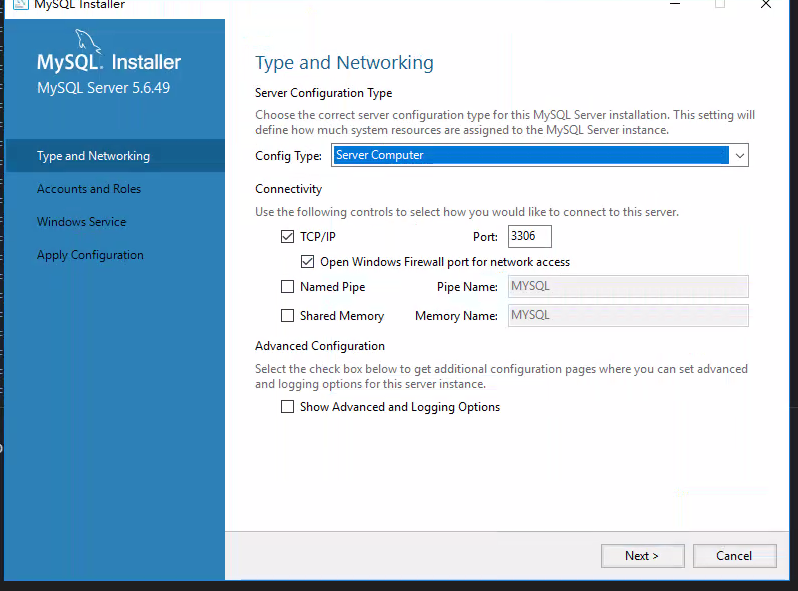 MySQL Installer
MySQL. Installer
MySQL Server 5.6.49
Type and Networking
Accounts and Roles
Windows Service
Apply Configuration
Type and Networking
Server Configuration Type
Choose the correct server configuration type for this MySQL Server installation. This setting will
define how much system resources are assigned to the MySQL Server instance.
Config Type: Server Computer
Connectivity
Use the following controls to select how you would like to connect to this server.
TCP/IP Port: 3306
Open Windows Firewall port for network access
Named Pipe Pipe Name: MYSQL
Shared Memory Memory Name: MYSQL
Advanced Configuration
Select the check box below to get additional configuration pages where you can set advanced
and logging options for this server instance.
Show Advanced and Logging Options
Next > Cancel